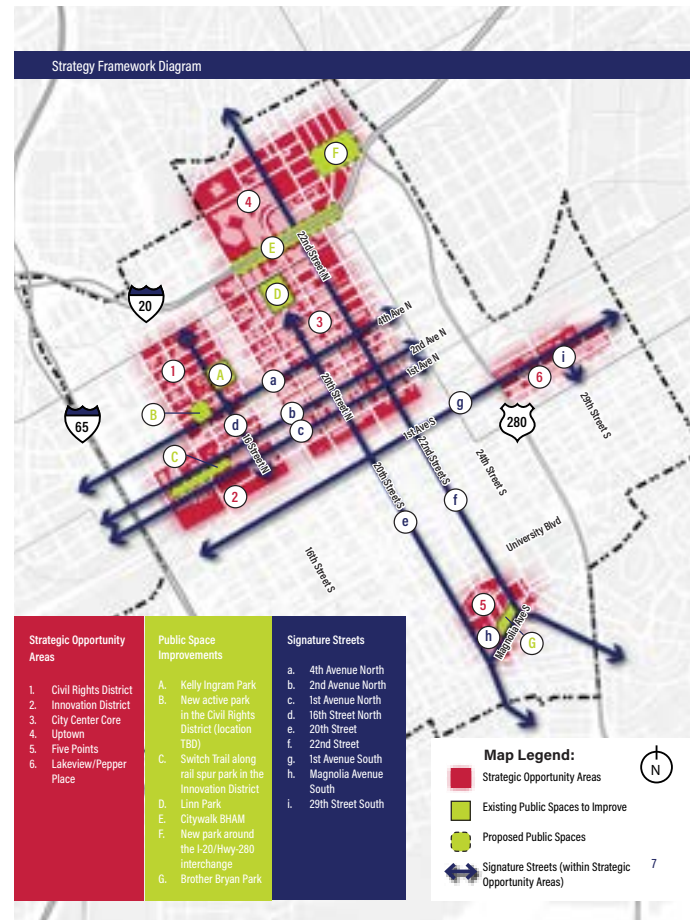 Strategy Framework Diagram
F
4
E
22nd Street N
D
20
3
4th Ave N
2nd Ave N
1st Ave N
i
1
A
a
6
B
20th Street N
g
29th Street S
b
65
d
c
1st Ave S
280
C
16 Street N
22nd Street S
24th Street S
2
20th Street S
f
e
University Blvd
16th Street S
5
h
Magnolia Ave S
G
Strategic Opportunity
Areas
1. Civil Rights District
2. Innovation District
3. City Center Core
4. Uptown
5. Five Points
6. Lakeview/Pepper
Place
Public Space
Improvements
A. Kelly Ingram Park
B. New active park
in the Civil Rights
District (location
TBD)
C. Switch Trail along
rail spur park in the
Innovation District
D. Linn Park
E. Citywalk BHAM
F. New park around
the I-20/Hwy-280
interchange
G. Brother Bryan Park
Signature Streets
a. 4th Avenue North
b. 2nd Avenue North
c. 1st Avenue North
d. 16th Street North
e. 20th Street
f. 22nd Street
g. 1st Avenue South
h. Magnolia Avenue
South
i. 29th Street South
Map Legend:
Strategic Opportunity Areas
Existing Public Spaces to Improve
Proposed Public Spaces
Signature Streets (within Strategic
Opportunity Areas)
N
7